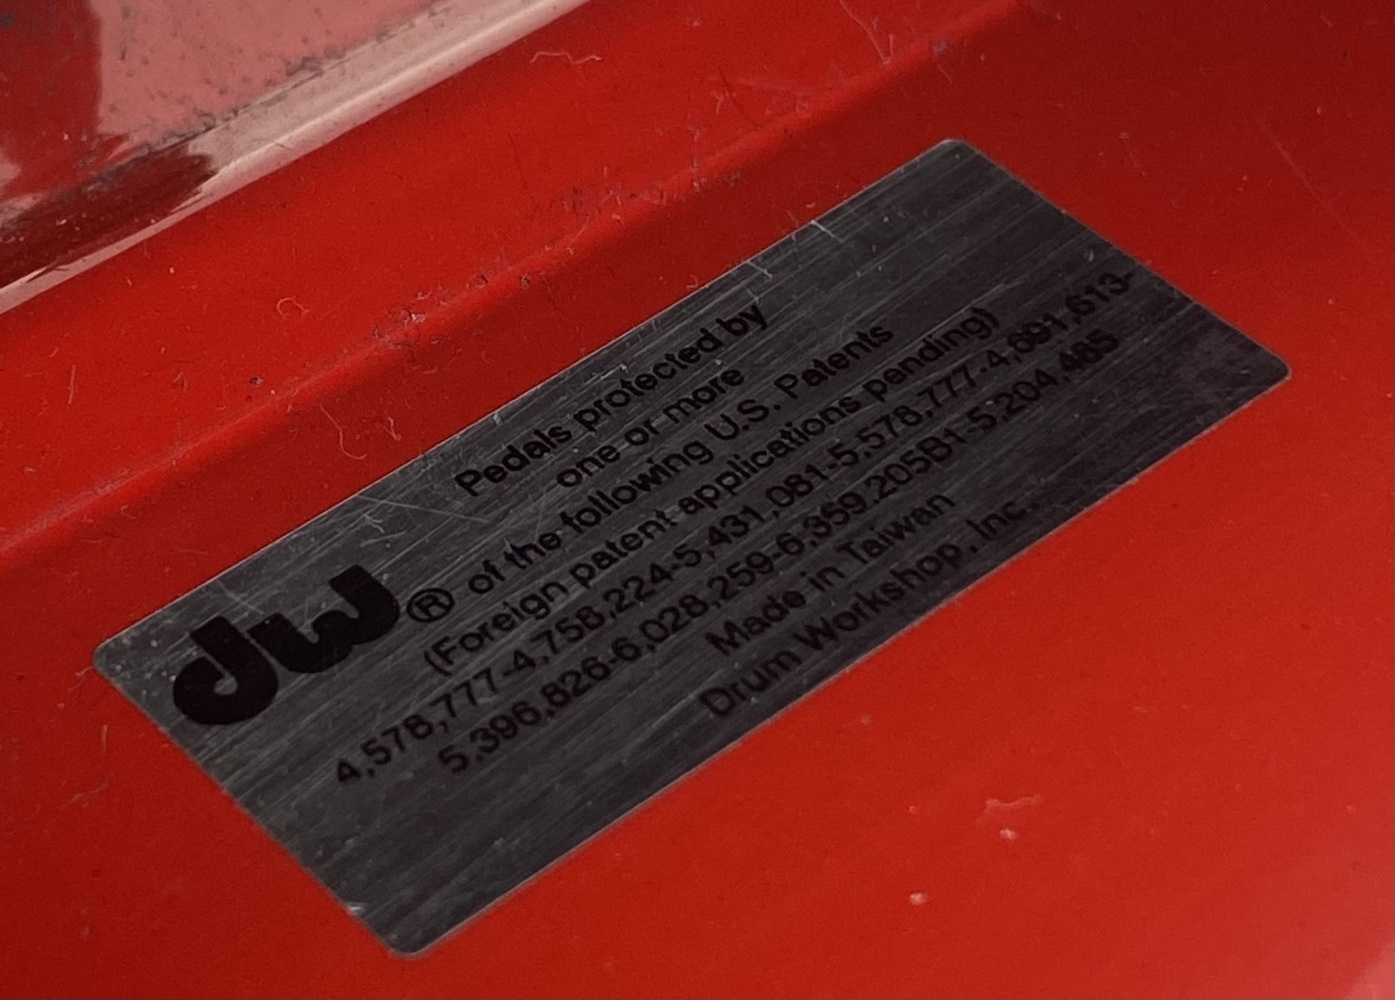 Pedals protected by
one or more
dw® of the following U.S. Patents
(Foreign patent applications pending)
4,578,777-4,758,224-5,431,081-5,578,777-4,691,613-
5,396,826-6,028,259-6,359,205B1-5,204,485
Made in Taiwan
Drum Workshop, Inc.